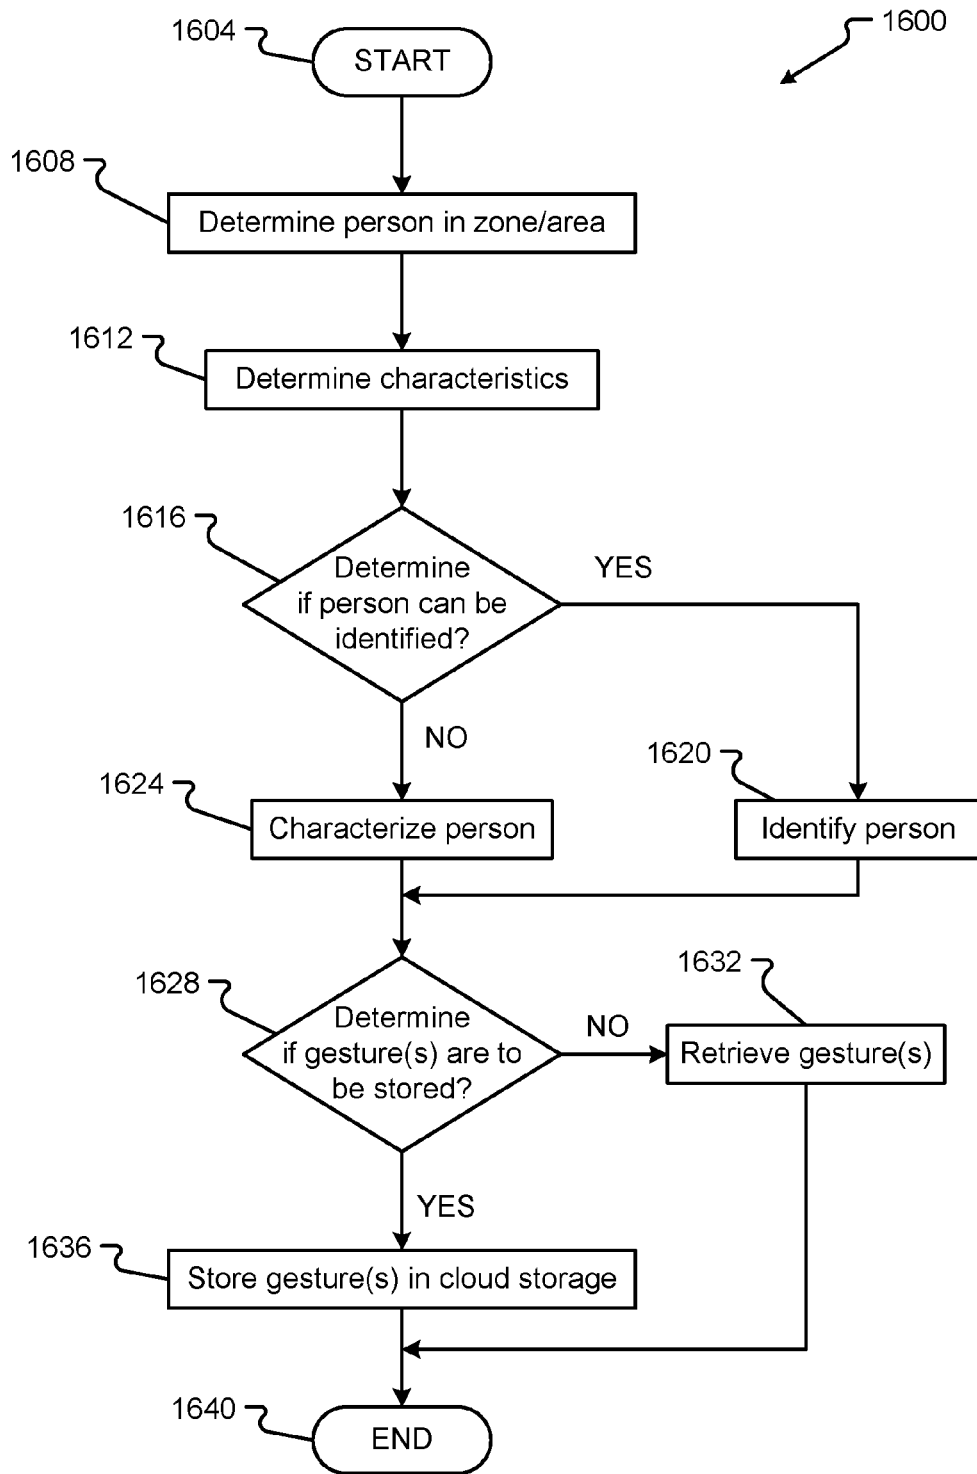 1600
1604
START
1608
Determine person in zone/area
1612
Determine characteristics
1616
Determine
if person can be
identified?
YES
NO
1624
Characterize person
1620
Identify person
1628
Determine
if gesture(s) are to
be stored?
NO
1632
Retrieve gesture(s)
YES
1636
Store gesture(s) in cloud storage
1640
END